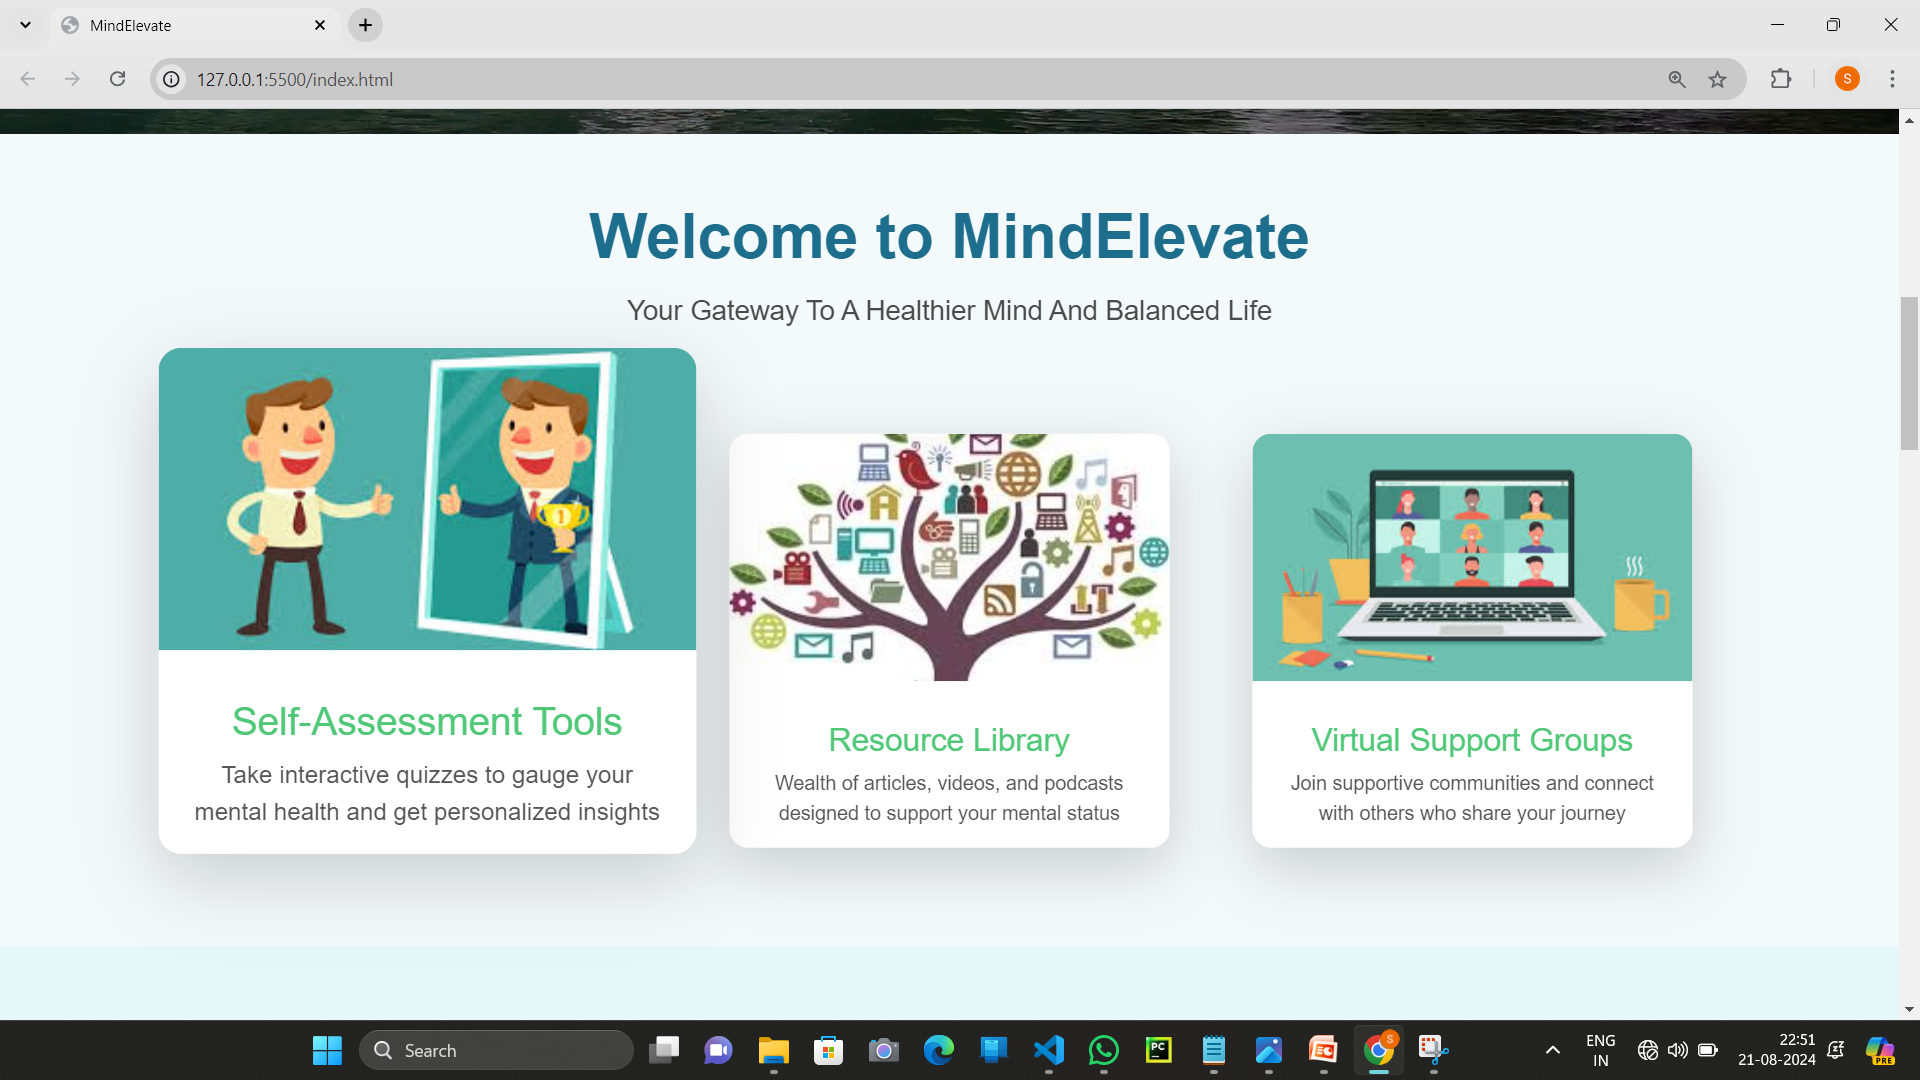 MindElevate
127.0.0.1:5500/index.html
S
Welcome to MindElevate
Your Gateway To A Healthier Mind And Balanced Life
1
Self-Assessment Tools
Take interactive quizzes to gauge your
mental health and get personalized insights
Resource Library
Wealth of articles, videos, and podcasts
designed to support your mental status
Virtual Support Groups
Join supportive communities and connect
with others who share your journey
Search
PC
S
ENG
IN
22:51
21-08-2024
PRE